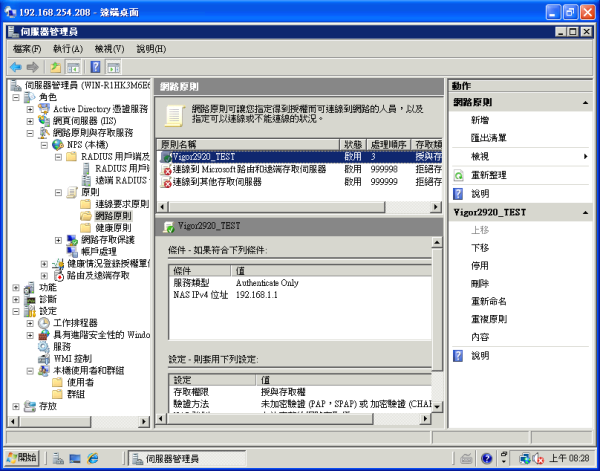 192.168.254.208 - 遠端桌面
伺服器管理員
檔案(F) 執行(A) 檢視(V) 說明(H)
伺服器管理員 (WIN-R1HK3M6E6
角色
Active Directory 憑證服務
網頁伺服器 (IIS)
網路原則與存取服務
NPS (本機)
RADIUS 用戶端及
RADIUS 用戶端
遠端 RADIUS
原則
連線要求原則
網路原則
健康原則
網路存取保護
帳戶處理
健康情況登錄授權單位
路由及遠端存取
功能
診斷
設定
工作排程器
具有進階安全性的 Windo
服務
WMI 控制
本機使用者和群組
使用者
群組
存放
網路原則
網路原則可讓您指定得到授權而可連線到網路的人員，以及
指定可以連線或不能連線的狀況。
原則名稱 狀態 處理順序 存取類
Vigor2920_TEST 啟用 3 授與存
連線到 Microsoft 路由和遠端存取伺服器 啟用 999998 拒絕存
連線到其他存取伺服器 啟用 999999 拒絕存
Vigor2920_TEST
條件 - 如果符合下列條件:
條件 值
服務類型 Authenticate Only
NAS IPv4 位址 192.168.1.1
設定 - 則套用下列設定:
設定 值
存取權限 授與存取權
驗證方法 未加密驗證 (PAP，SPAP) 或 加密驗證 (CHAP
動作
網路原則
新增
匯出清單
檢視
重新整理
說明
Vigor2920_TEST
上移
下移
停用
刪除
重新命名
重複原則
內容
說明
開始
伺服器管理員
上午 08:28